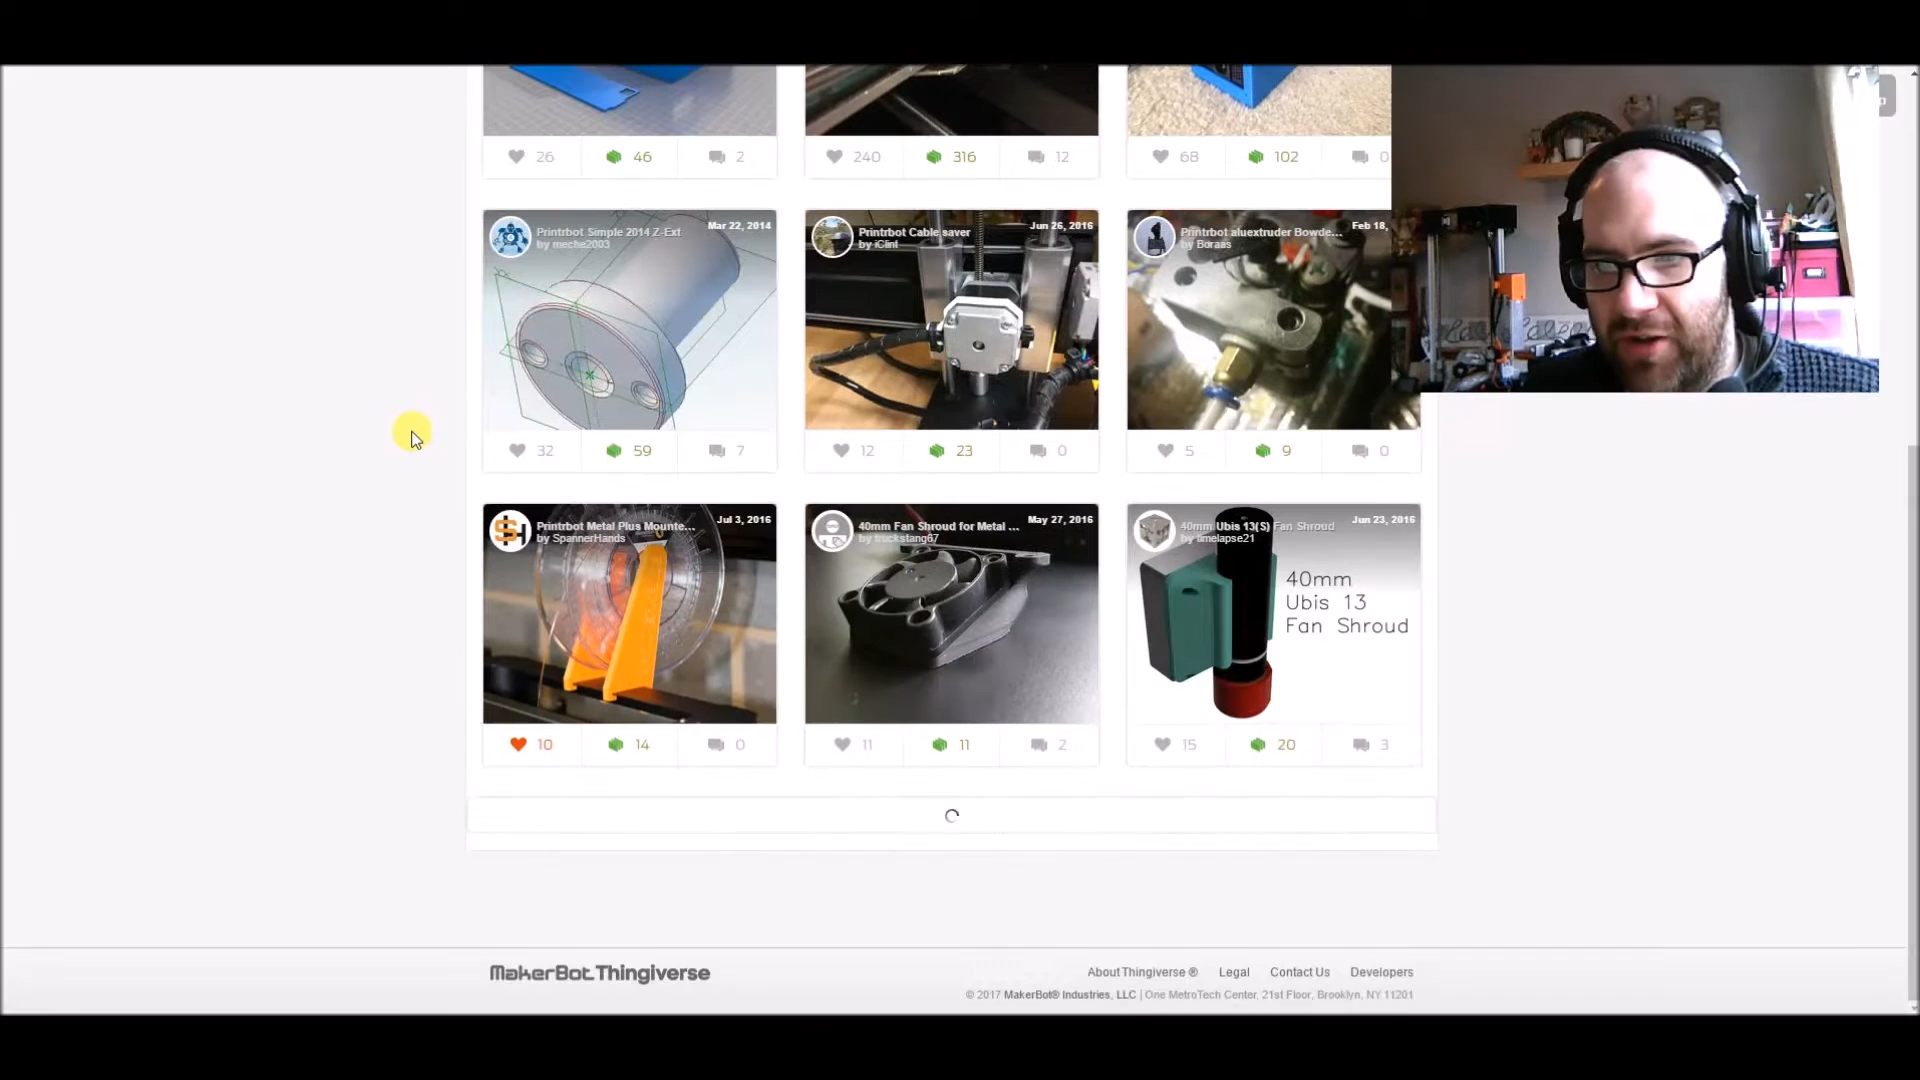 26 46 2
240 316 12
68 102 0
Printrbot Simple 2014 Z-Ext
by meche2003
Mar 22, 2014
32 59 7
Printrbot Cable saver
by iClint
Jun 26, 2016
12 23 0
Printrbot aluextruder Bowde...
by Boraas
Feb 18,
5 9 0
Printrbot Metal Plus Mounte...
by SpannerHands
Jul 3, 2016
10 14 0
40mm Fan Shroud for Metal ...
by truckstang67
May 27, 2016
11 11 2
40mm Ubis 13(S) Fan Shroud
by timelapse21
Jun 23, 2016
40mm
Ubis 13
Fan Shroud
15 20 3
MakerBot Thingiverse
About Thingiverse ® Legal Contact Us Developers
© 2017 MakerBot® Industries, LLC | One MetroTech Center, 21st Floor, Brooklyn, NY 11201